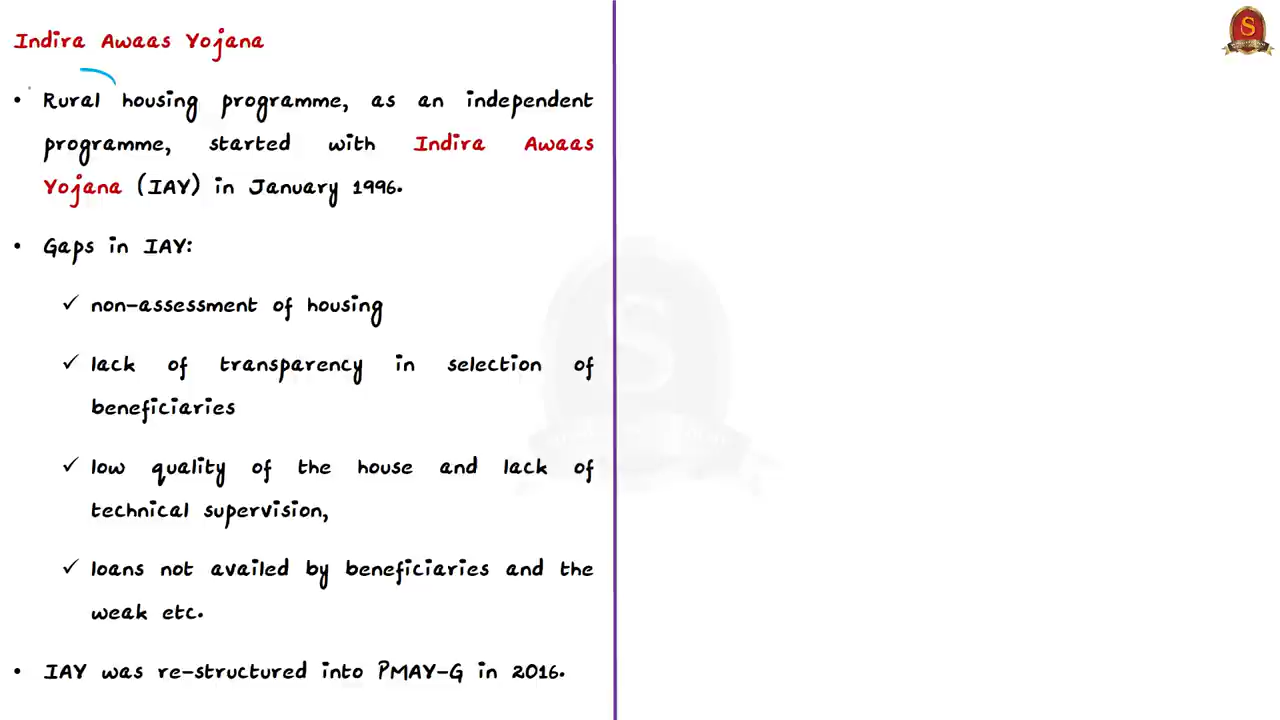 Indira Awaas Yojana
• Rural housing programme, as an independent
programme, started with Indira Awaas
Yojana (IAY) in January 1996.
• Gaps in IAY:
✓ non-assessment of housing
✓ lack of transparency in selection of
beneficiaries
✓ low quality of the house and lack of
technical supervision,
✓ loans not availed by beneficiaries and the
weak etc.
• IAY was re-structured into PMAY-G in 2016.
S